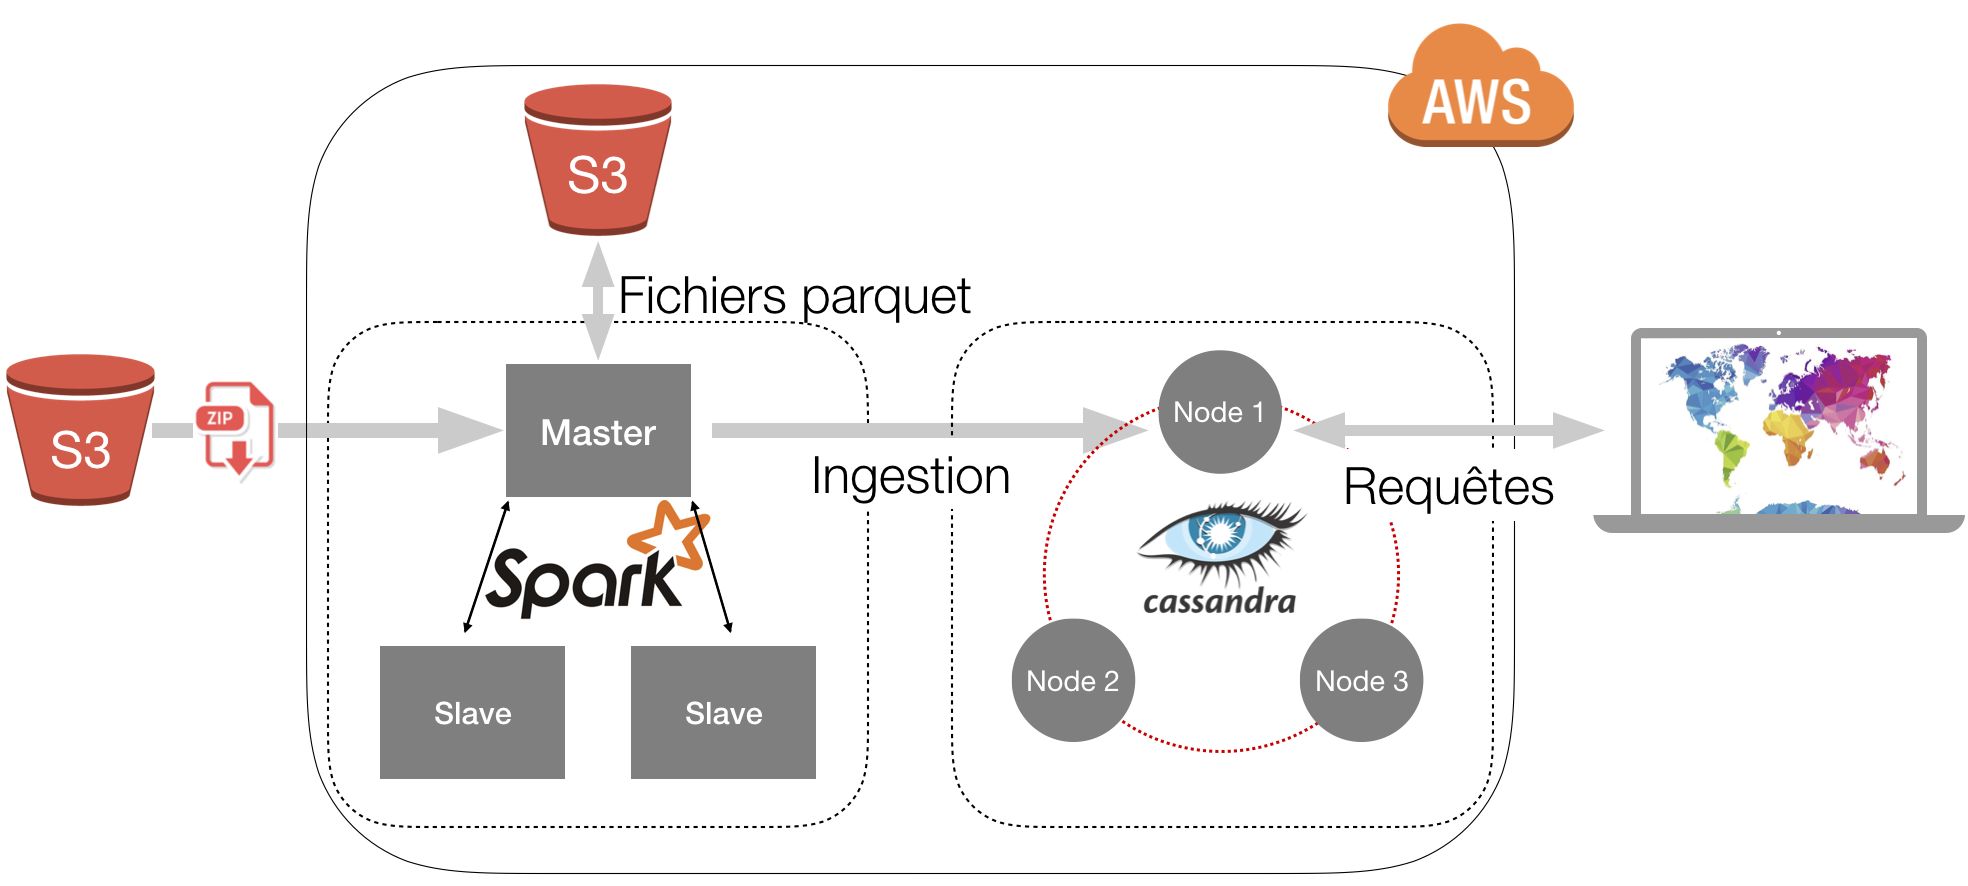 AWS
S3
Fichiers parquet
S3
ZIP
Master
Ingestion
Node 1
Requêtes
Spark
cassandra
Node 2
Node 3
Slave
Slave